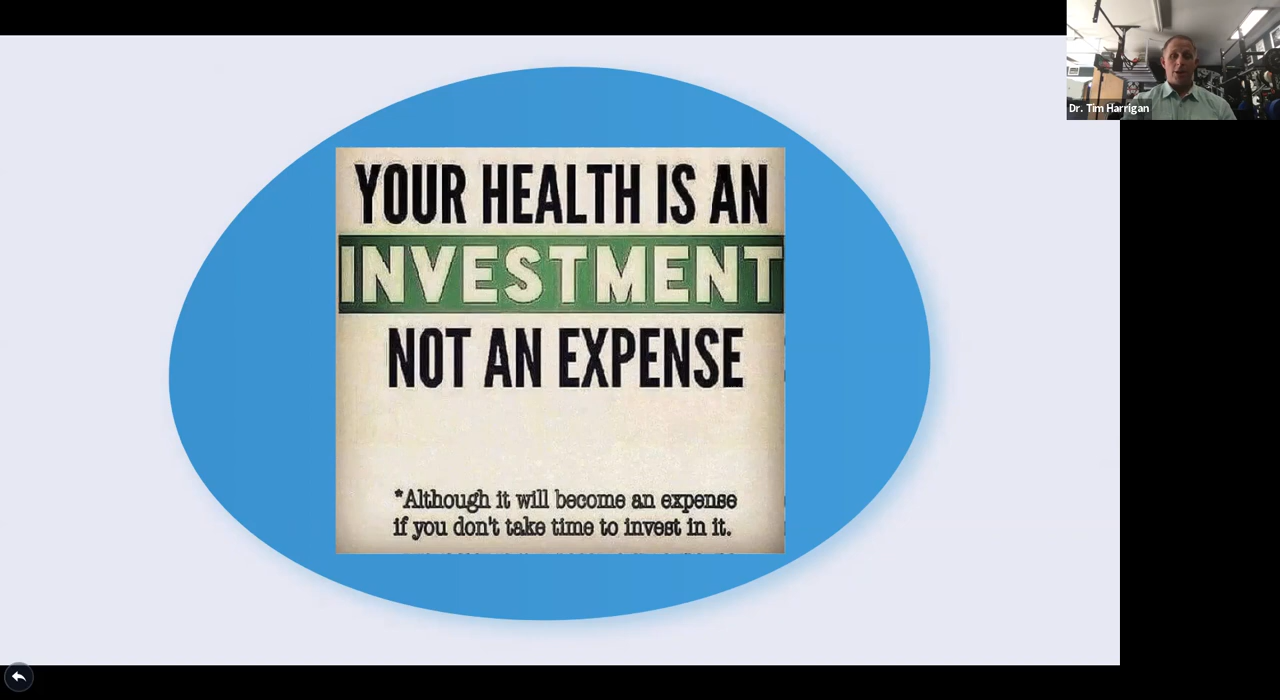 YOUR HEALTH IS AN
INVESTMENT
NOT AN EXPENSE
*Although it will become an expense
if you don't take time to invest in it.
Dr. Tim Harrigan